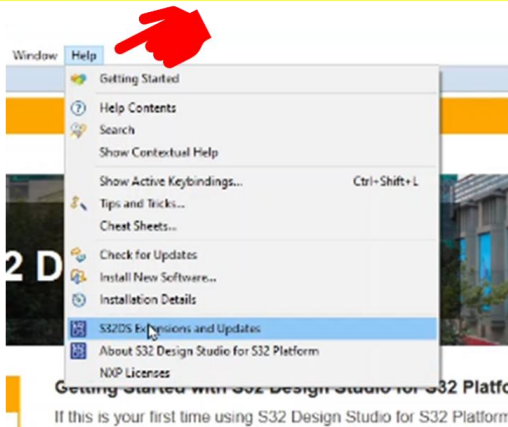 Window Help
Getting Started
Help Contents
Search
Show Contextual Help
Show Active Keybindings... Ctrl+Shift+L
Tips and Tricks...
Cheat Sheets...
2 D
Check for Updates
Install New Software...
Installation Details
S32DS Extensions and Updates
About S32 Design Studio for S32 Platform
NXP Licenses
Getting Started with S32 Design Studio for S32 Platfo
If this is your first time using S32 Design Studio for S32 Platform